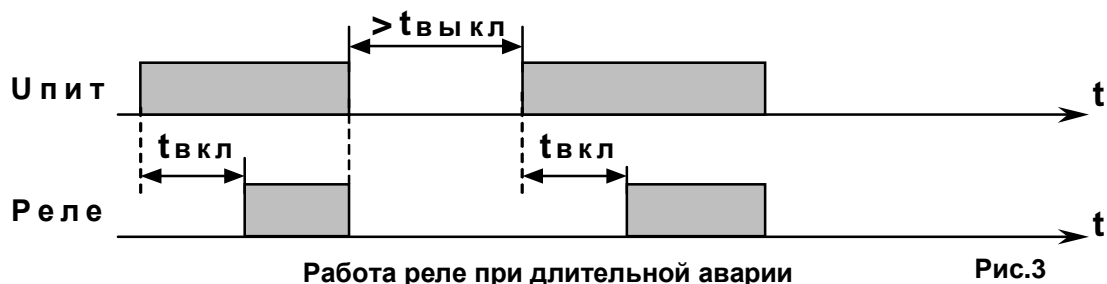 >tвыкл
Uпит
t
tвкл
tвкл
Реле
t
Работа реле при длительной аварии
Рис.3